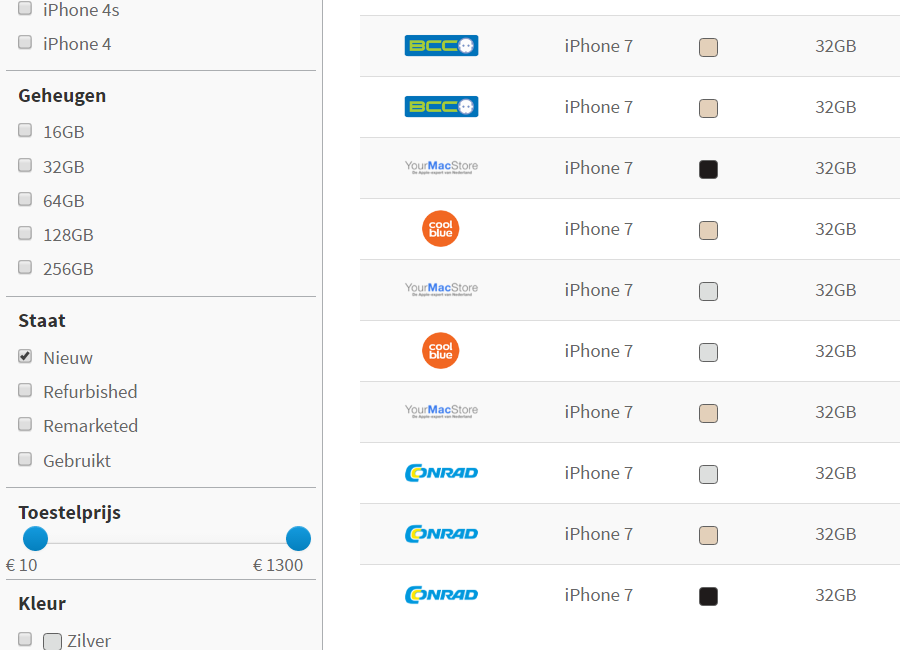 iPhone 4s
iPhone 4
Geheugen
16GB
32GB
64GB
128GB
256GB
Staat
Nieuw
Refurbished
Remarketed
Gebruikt
Toestelprijs
€ 10 € 1300
Kleur
Zilver
BCC iPhone 7 32GB
BCC iPhone 7 32GB
YourMacStore iPhone 7 32GB
De Apple-expert van Nederland
cool
blue iPhone 7 32GB
YourMacStore iPhone 7 32GB
De Apple-expert van Nederland
cool
blue iPhone 7 32GB
YourMacStore iPhone 7 32GB
De Apple-expert van Nederland
CONRAD iPhone 7 32GB
CONRAD iPhone 7 32GB
CONRAD iPhone 7 32GB